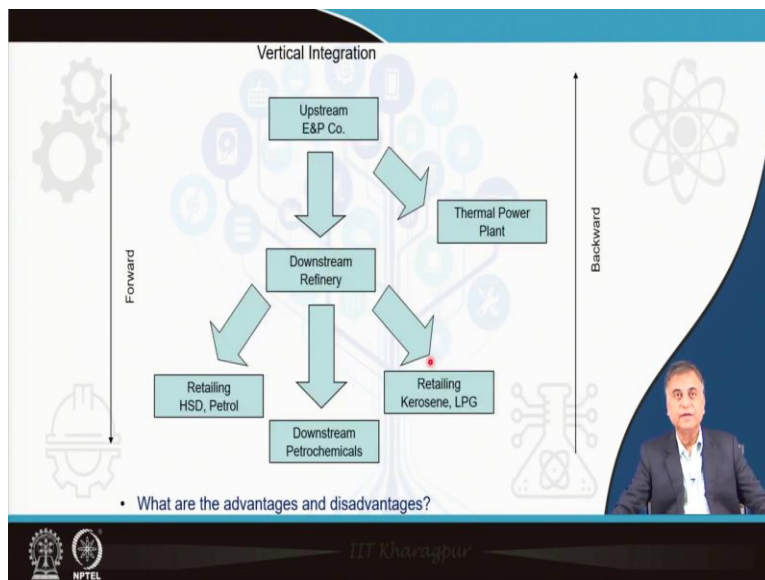 Vertical Integration
Upstream
E&P Co.
Thermal Power
Plant
Forward
Backward
Downstream
Refinery
Retailing
HSD, Petrol
Retailing
Kerosene, LPG
Downstream
Petrochemicals
• What are the advantages and disadvantages?
IIT Kharagpur
NPTEL